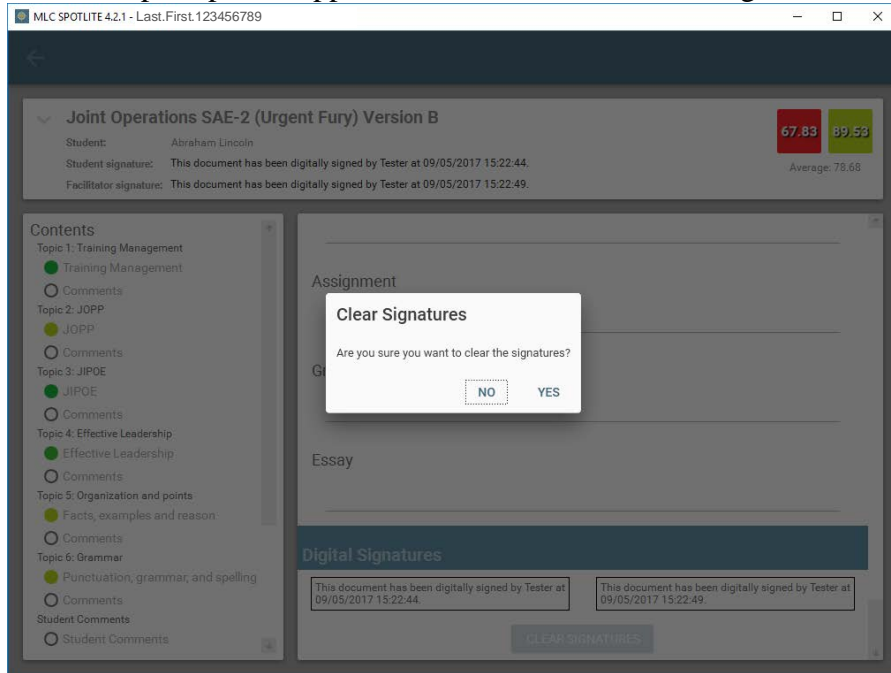 MLC SPOTLITE 4.2.1 - Last.First.123456789
Joint Operations SAE-2 (Urgent Fury) Version B
Student: Abraham Lincoln
Student signature: This document has been digitally signed by Tester at 09/05/2017 15:22:44.
Facilitator signature: This document has been digitally signed by Tester at 09/05/2017 15:22:49.
67.83 89.53
Average: 78.68
Contents
Topic 1: Training Management
Training Management
Comments
Topic 2: JOPP
JOPP
Comments
Topic 3: JIPOE
JIPOE
Comments
Topic 4: Effective Leadership
Effective Leadership
Comments
Topic 5: Organization and points
Facts, examples and reason
Comments
Topic 6: Grammar
Punctuation, grammar, and spelling
Comments
Student Comments
Student Comments
Assignment
Clear Signatures
Are you sure you want to clear the signatures?
NO YES
Essay
Digital Signatures
This document has been digitally signed by Tester at
09/05/2017 15:22:44.
This document has been digitally signed by Tester at
09/05/2017 15:22:49.
CLEAR SIGNATURES